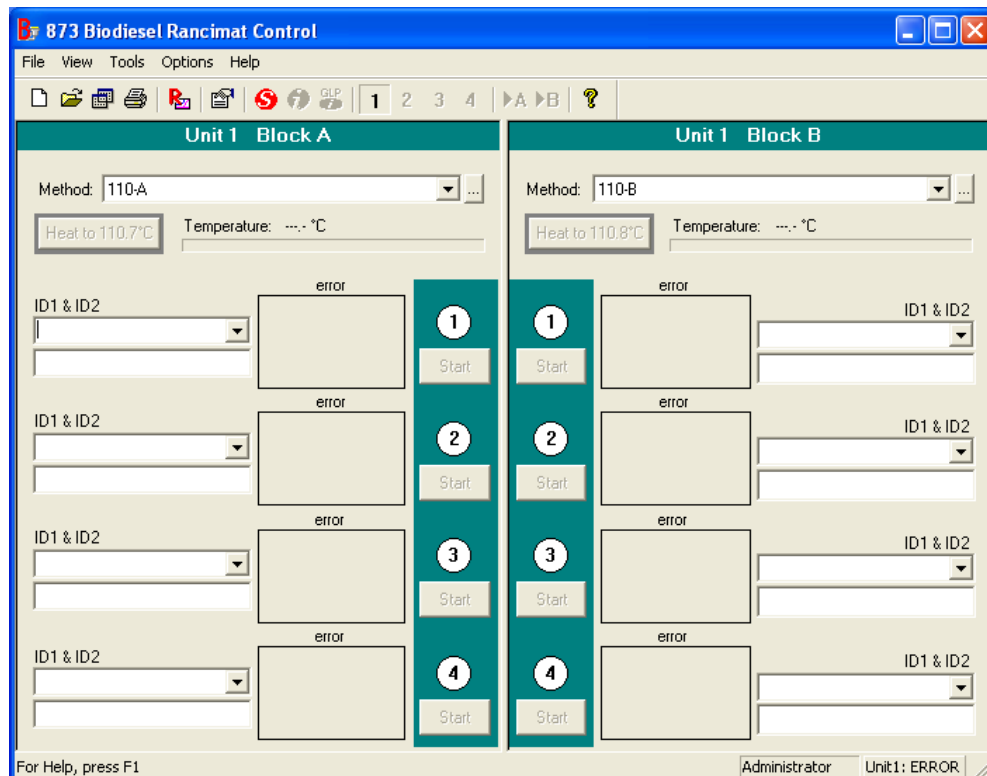 873 Biodiesel Rancimat Control
File View Tools Options Help
S GLP 1 2 3 4 A B ?
Unit 1 Block A
Method: 110-A ...
Heat to 110.7°C Temperature: ---.- °C
ID1 & ID2 error 1
Start
ID1 & ID2 error 2
Start
ID1 & ID2 error 3
Start
ID1 & ID2 error 4
Start
Unit 1 Block B
Method: 110-B ...
Heat to 110.8°C Temperature: ---.- °C
1 error ID1 & ID2
Start
2 error ID1 & ID2
Start
3 error ID1 & ID2
Start
4 error ID1 & ID2
Start
For Help, press F1 Administrator Unit1: ERROR